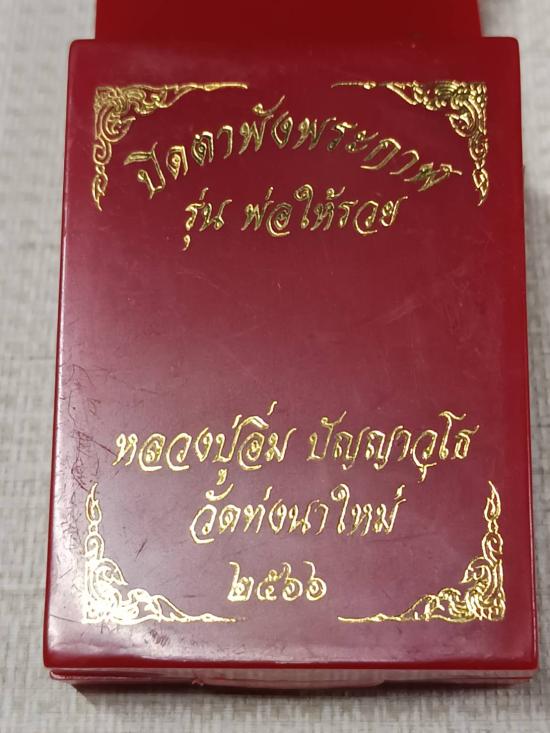 ปิดตาพังพระกาฬ
รุ่น พ่อให้รวย
หลวงปู่อิ่ม ปัญญาวุโธ
วัดทุ่งนาใหม่
๒๕๖๖